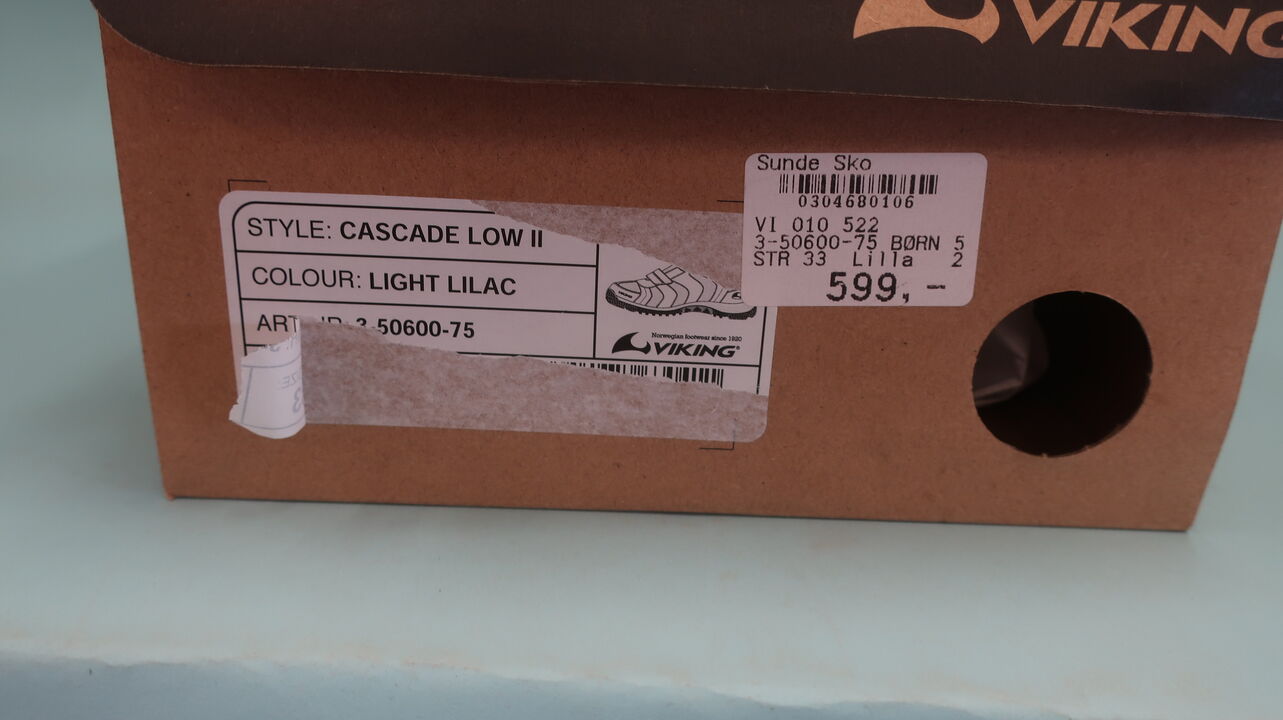 VIKING
Sunde Sko
0304680106
VI 010 522
3-50600-75 BØRN 5
STR 33 Lilla 2
599,-
STYLE: CASCADE LOW II
COLOUR: LIGHT LILAC
3-50600-75
Norwegian footwear since 1920
VIKING